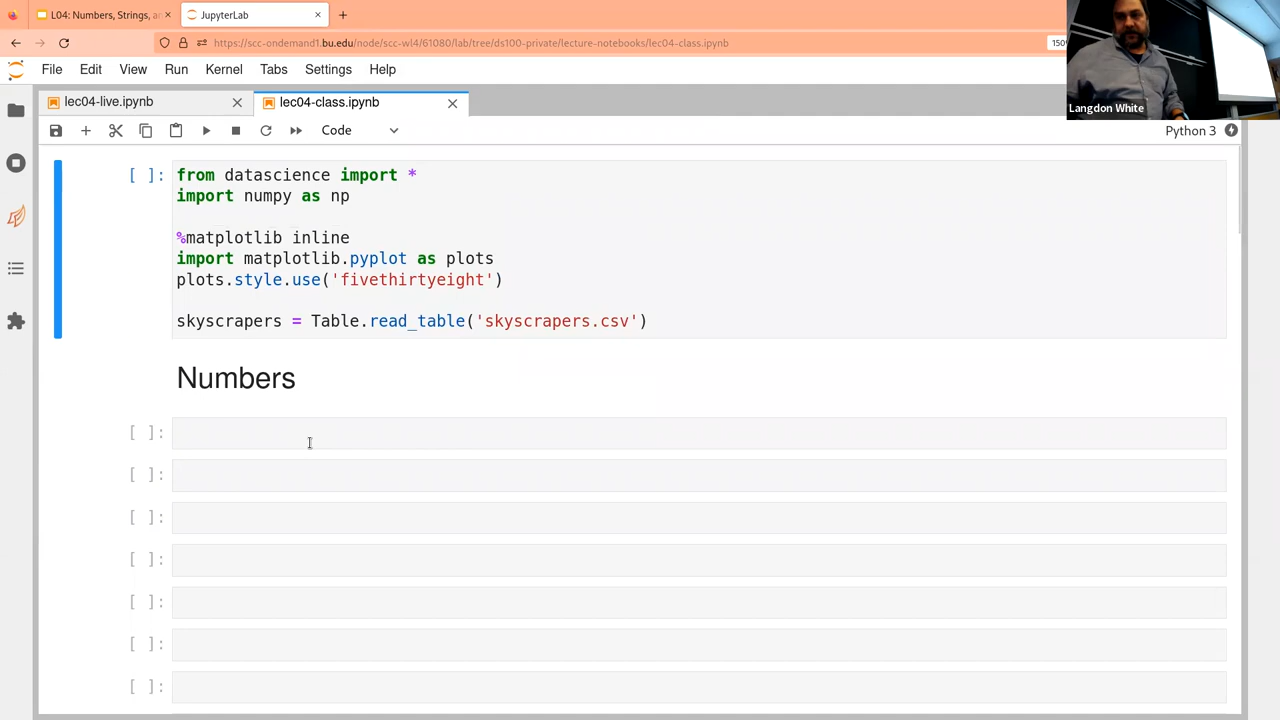 L04: Numbers, Strings, a
JupyterLab
https://scc-ondemand1.bu.edu/node/scc-wl4/61080/lab/tree/ds100-private/lecture-notebooks/lec04-class.ipynb
150%
Langdon White
File Edit View Run Kernel Tabs Settings Help
lec04-live.ipynb
lec04-class.ipynb
Code
Python 3
[ ]:
from datascience import *
import numpy as np
%matplotlib inline
import matplotlib.pyplot as plots
plots.style.use('fivethirtyeight')
skyscrapers = Table.read_table('skyscrapers.csv')
Numbers
[ ]:
[ ]:
[ ]:
[ ]:
[ ]:
[ ]:
[ ]: